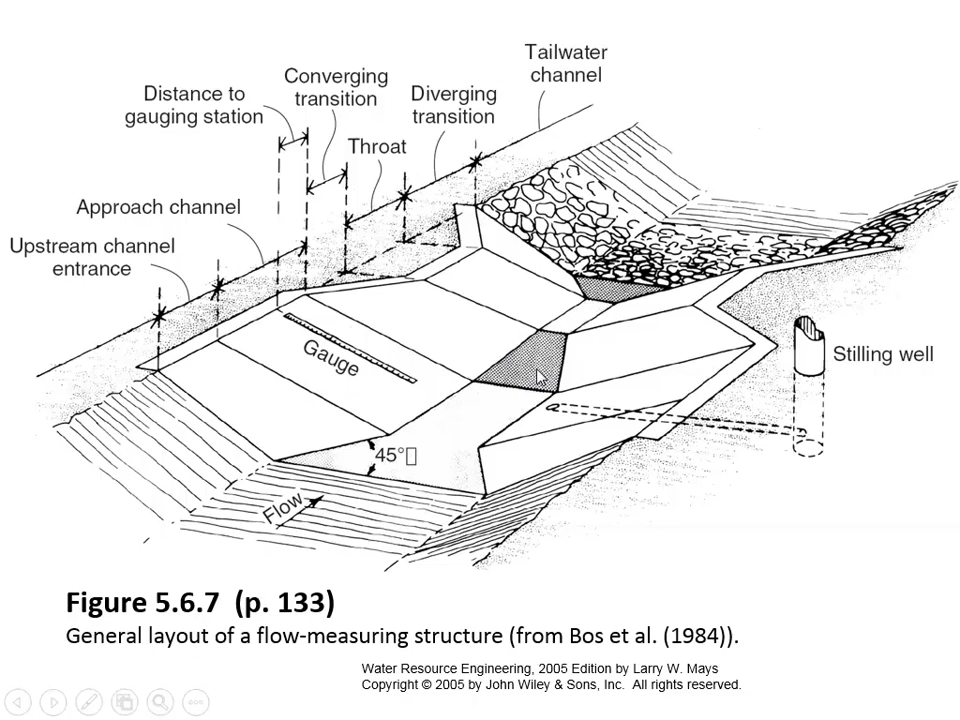 Tailwater
channel
Converging
transition
Distance to
gauging station
Diverging
transition
Throat
Approach channel
Upstream channel
entrance
Gauge
Stilling well
45°▯
Flow
Figure 5.6.7 (p. 133)
General layout of a flow-measuring structure (from Bos et al. (1984)).
Water Resource Engineering, 2005 Edition by Larry W. Mays
Copyright © 2005 by John Wiley & Sons, Inc. All rights reserved.